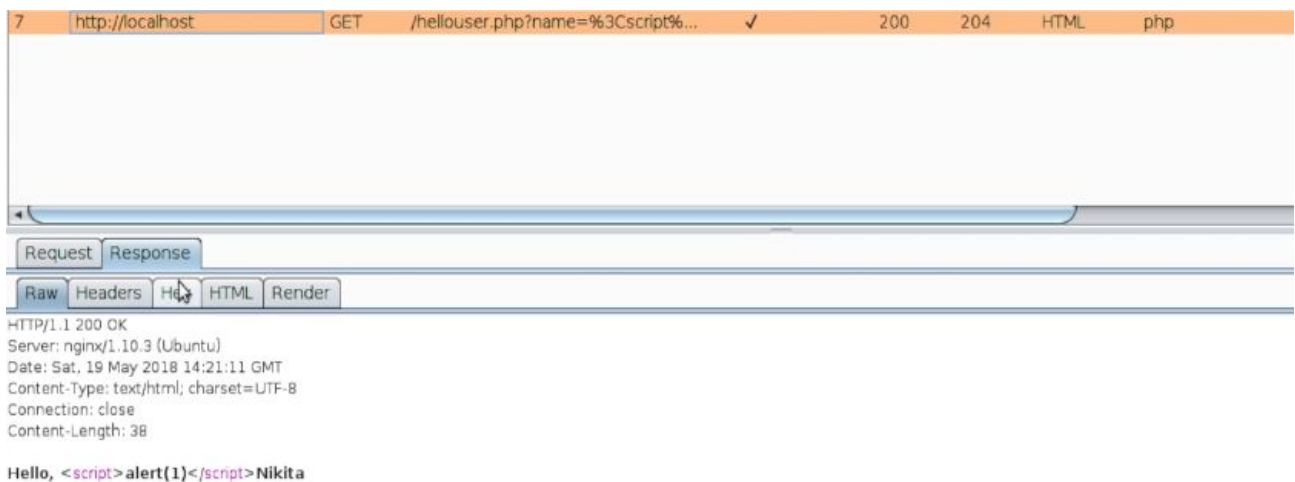 7 http://localhost GET /hellouser.php?name=%3Cscript%... ✓ 200 204 HTML php
Request Response
Raw Headers HTML Render
HTTP/1.1 200 OK
Server: nginx/1.10.3 (Ubuntu)
Date: Sat, 19 May 2018 14:21:11 GMT
Content-Type: text/html; charset=UTF-8
Connection: close
Content-Length: 38
Hello, <script>alert(1)</script>Nikita